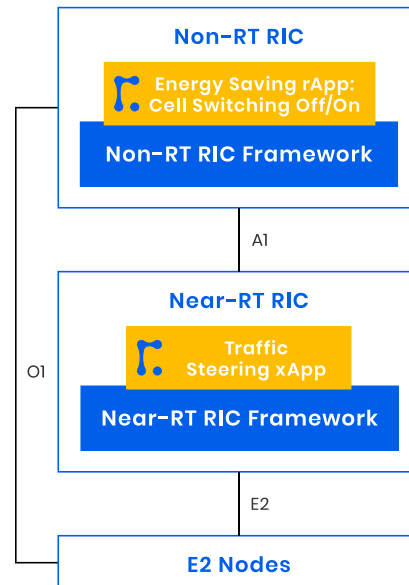 Non-RT RIC
Energy Saving rApp:
Cell Switching Off/On
Non-RT RIC Framework
A1
Near-RT RIC
Traffic
Steering xApp
O1
Near-RT RIC Framework
E2
E2 Nodes